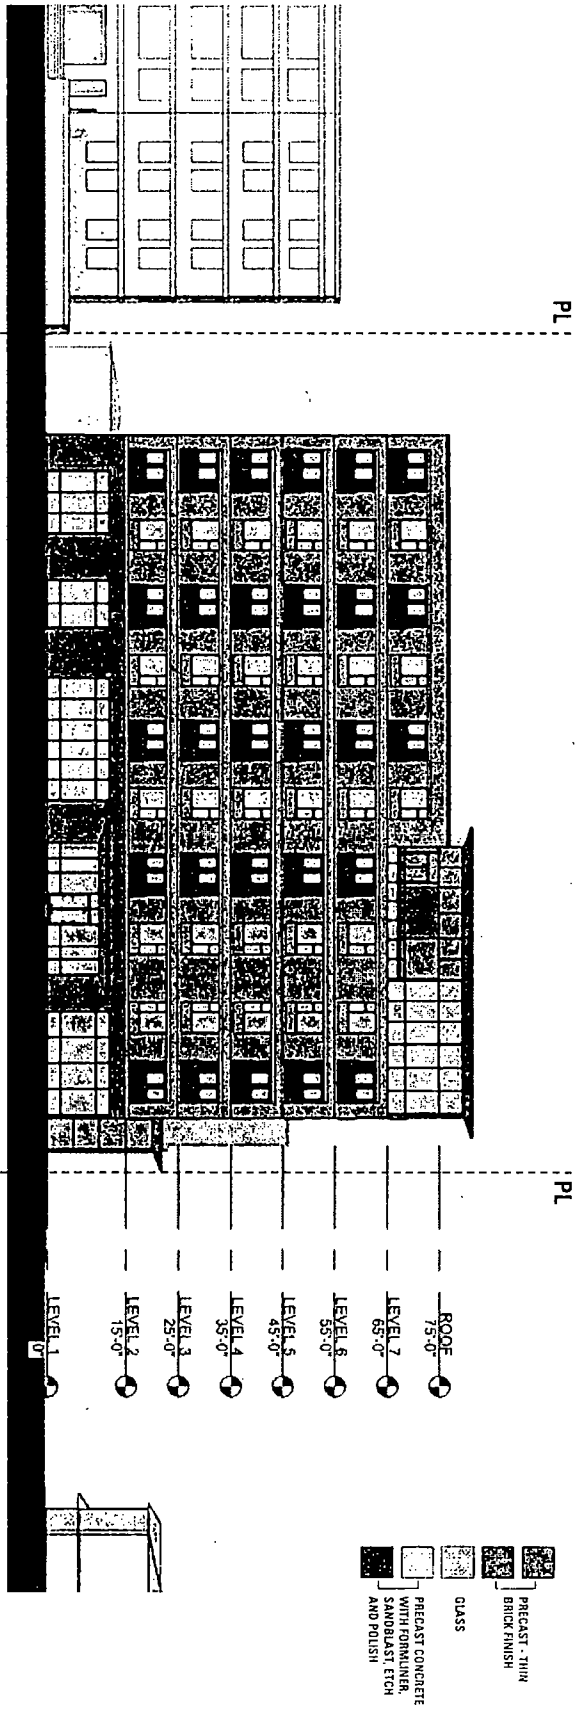 PL
PL
ROOF
75'-0"
LEVEL 7
65'-0"
LEVEL 6
55'-0"
LEVEL 5
45'-0"
LEVEL 4
35'-0"
LEVEL 3
25'-0"
LEVEL 2
15'-0"
LEVEL 1
0"
PRECAST - THIN
BRICK FINISH
GLASS
PRECAST CONCRETE
WITH FORMLINER,
SANDBLAST, ETCH
AND POLISH